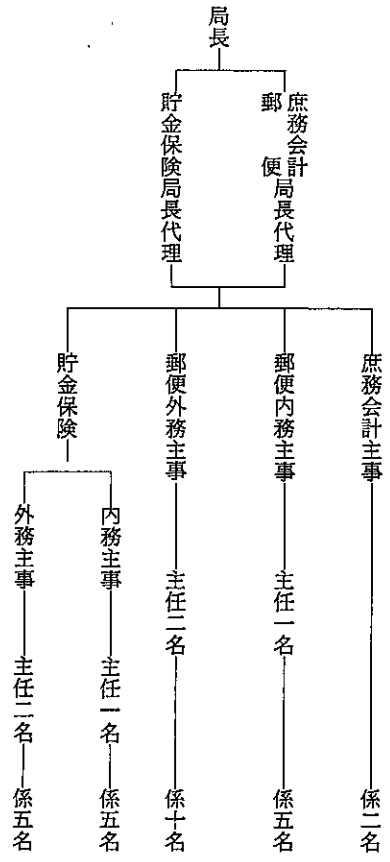 局長
庶務会計
郵便
局長代理
貯金保険局長代理
庶務会計主事
係二名
郵便内務主事
主任一名
係五名
郵便外務主事
主任二名
係十名
貯金保険
内務主事
主任一名
係五名
外務主事
主任二名
係五名